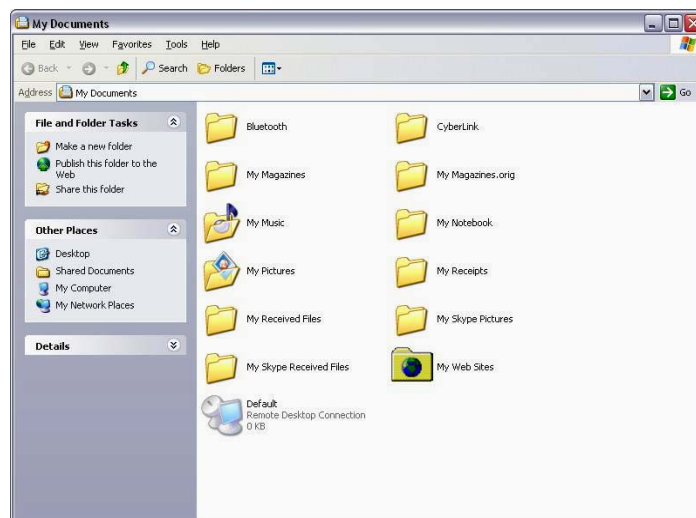 My Documents
File Edit View Favorites Tools Help
Back Search Folders
Address My Documents Go
File and Folder Tasks
Make a new folder
Publish this folder to the
Web
Share this folder
Other Places
Desktop
Shared Documents
My Computer
My Network Places
Details
Bluetooth CyberLink
My Magazines My Magazines.orig
My Music My Notebook
My Pictures My Receipts
My Received Files My Skype Pictures
My Skype Received Files My Web Sites
Default
Remote Desktop Connection
0 KB